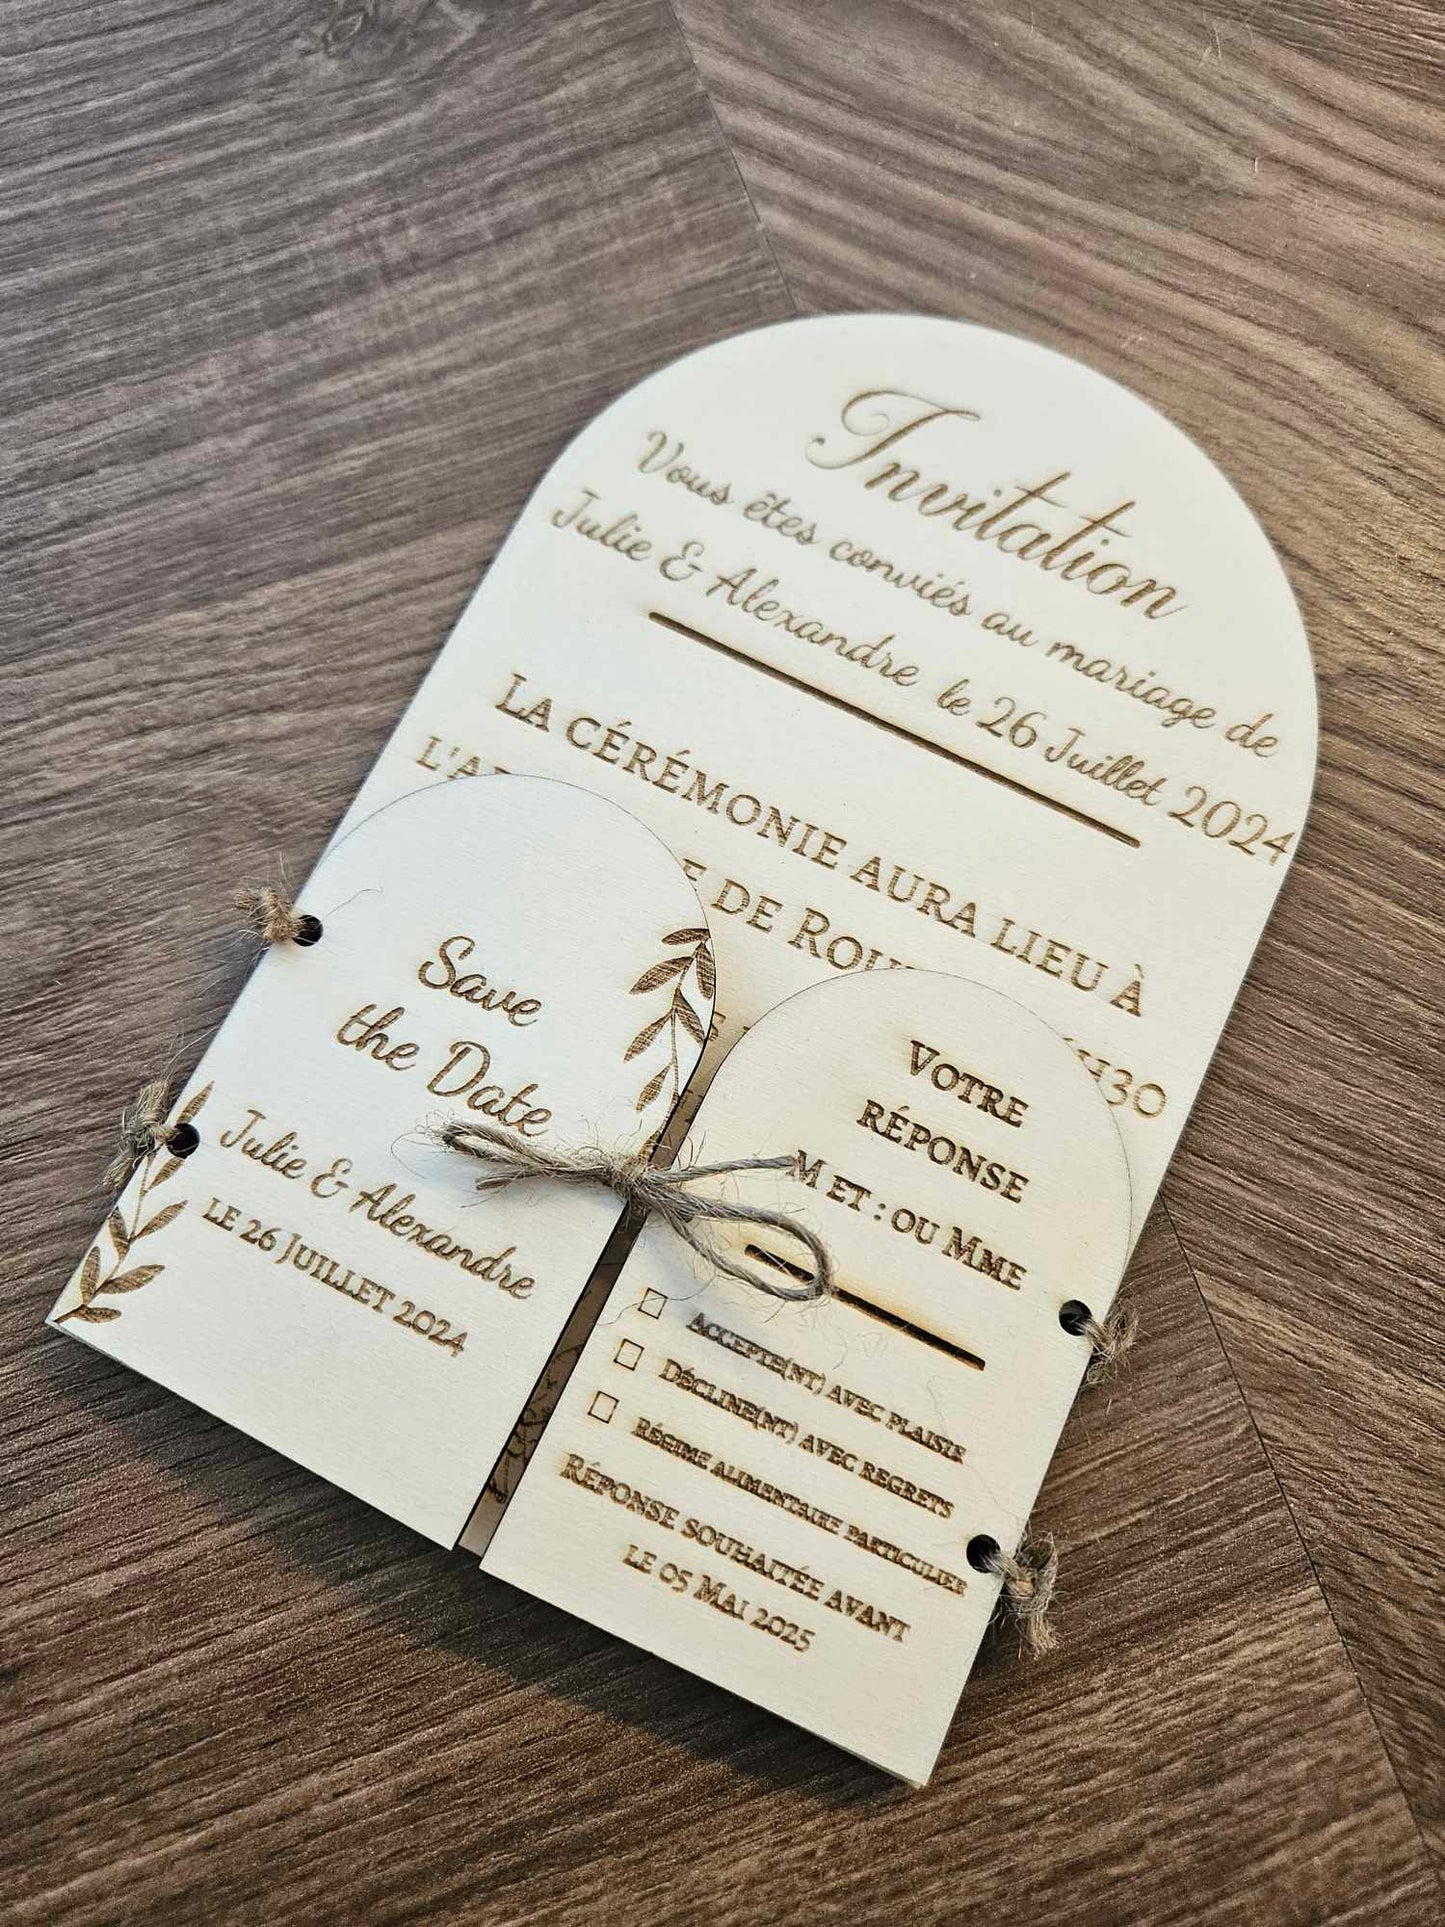 Invitation
Vous êtes conviés au mariage de
Julie & Alexandre le 26 Juillet 2024
La cérémonie aura lieu à
de
H30
Save
the Date
Julie & Alexandre
le 26 Juillet 2024
Votre
réponse
M et : ou Mme
accepte(nt) avec plaisir
Décline(nt) avec regrets
Régime alimentaire particulier
Réponse souhaitée avant
le 05 Mai 2025